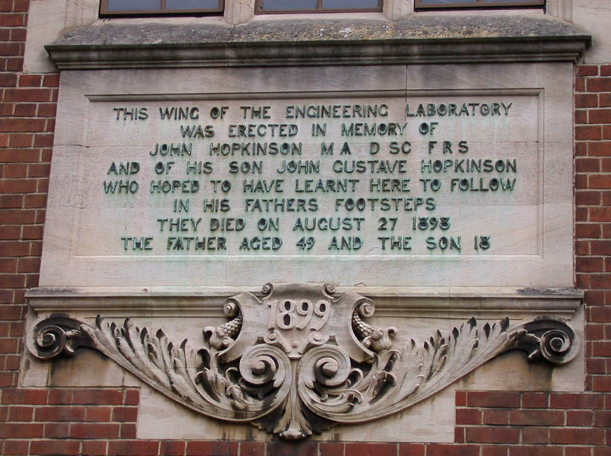 THIS WING OF THE ENGINEERING LABORATORY
WAS ERECTED IN MEMORY OF
JOHN HOPKINSON M A D SC F R S
AND OF HIS SON JOHN GUSTAVE HOPKINSON
WHO HOPED TO HAVE LEARNT HERE TO FOLLOW
IN HIS FATHERS FOOTSTEPS
THEY DIED ON AUGUST 27 1898
THE FATHER AGED 49 AND THE SON 18
1899